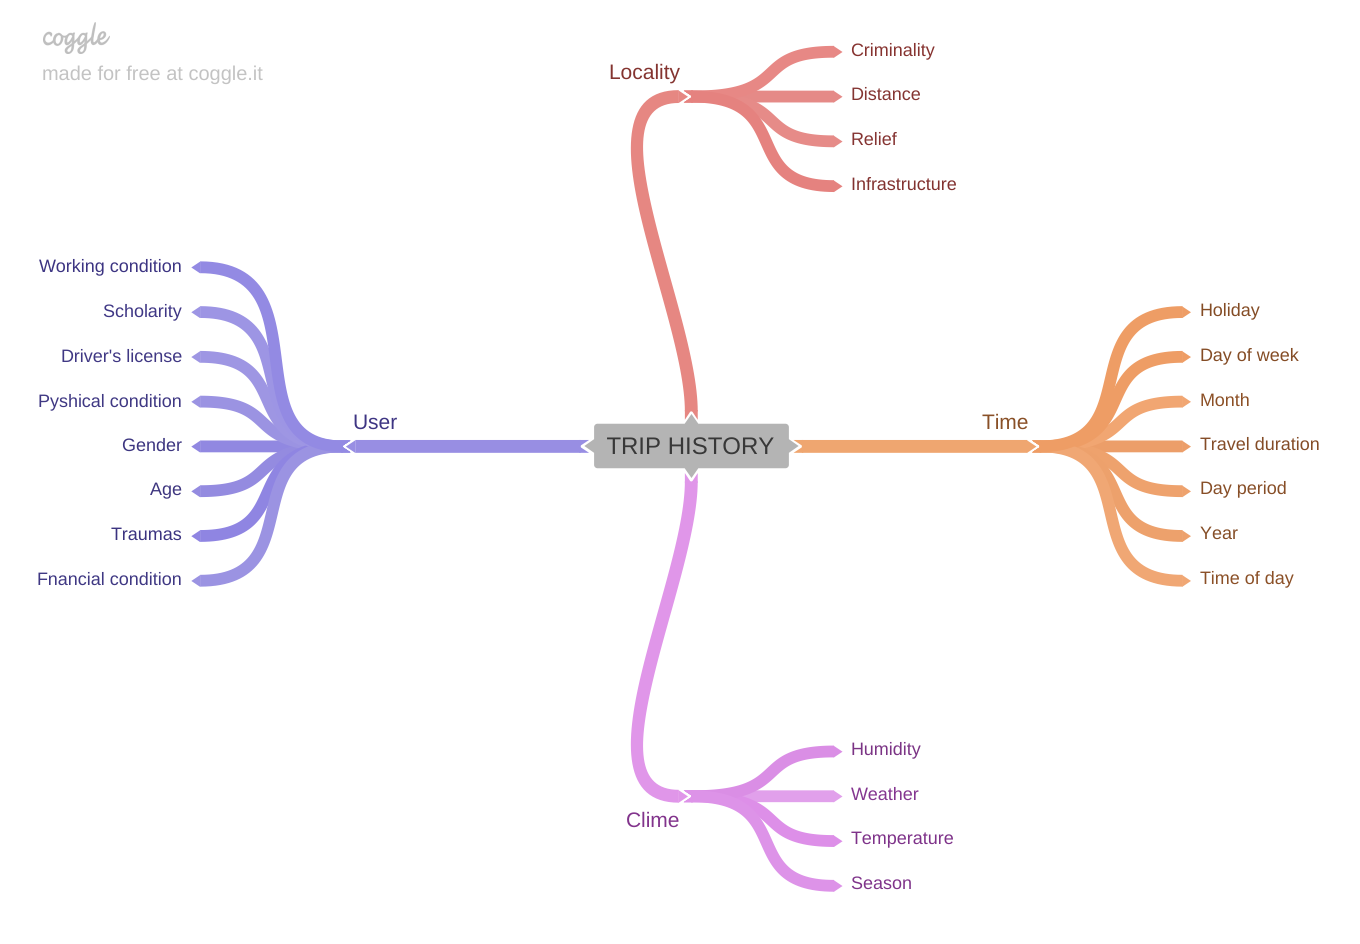 coggle
made for free at coggle.it
Locality
Criminality
Distance
Relief
Infrastructure
Working condition
Scholarity
Driver's license
Pyshical condition
Gender
Age
Traumas
Fnancial condition
User
TRIP HISTORY
Time
Holiday
Day of week
Month
Travel duration
Day period
Year
Time of day
Clime
Humidity
Weather
Temperature
Season